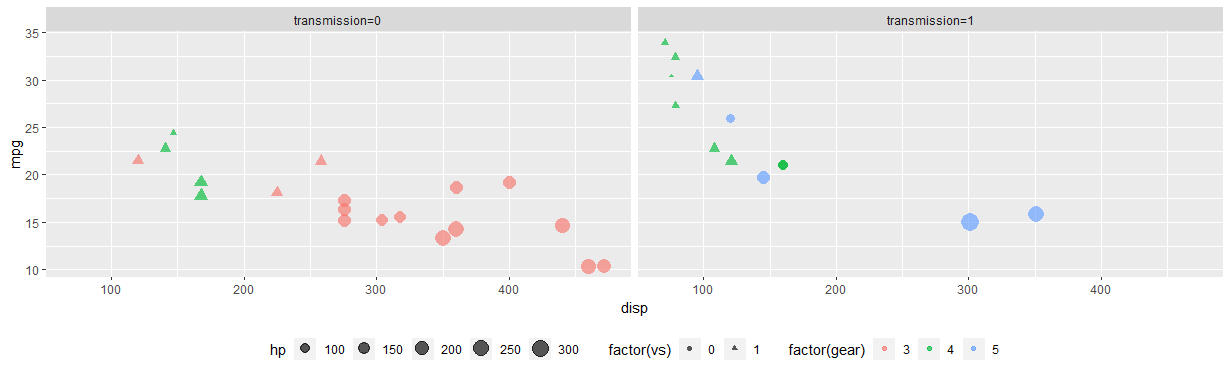 transmission=0 transmission=1
35
30
25
20
15
10
mpg
100 200 300 400 100 200 300 400
disp
hp 100 150 200 250 300 factor(vs) 0 1 factor(gear) 3 4 5